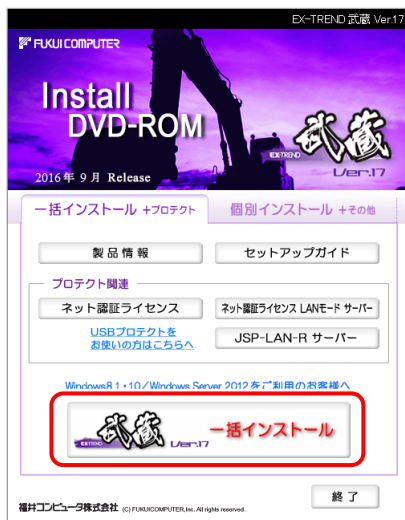 EX-TREND 武蔵 Ver.17
FUKUI COMPUTER
Install
DVD-ROM
EX-TREND 武蔵
Ver.17
2016年 9月 Release
一括インストール +プロテクト
個別インストール +その他
製品情報
セットアップガイド
プロテクト関連
ネット認証ライセンス
ネット認証ライセンス LANモード サーバー
USBプロテクトを
お使いの方はこちらへ
JSP-LAN-R サーバー
Windows8.1・10/Windows Server 2012 をご利用のお客様へ
EX-TREND 武蔵 Ver.17 一括インストール
終了
福井コンピュータ株式会社 (C) FUKUICOMPUTER,Inc. All rights reserved.